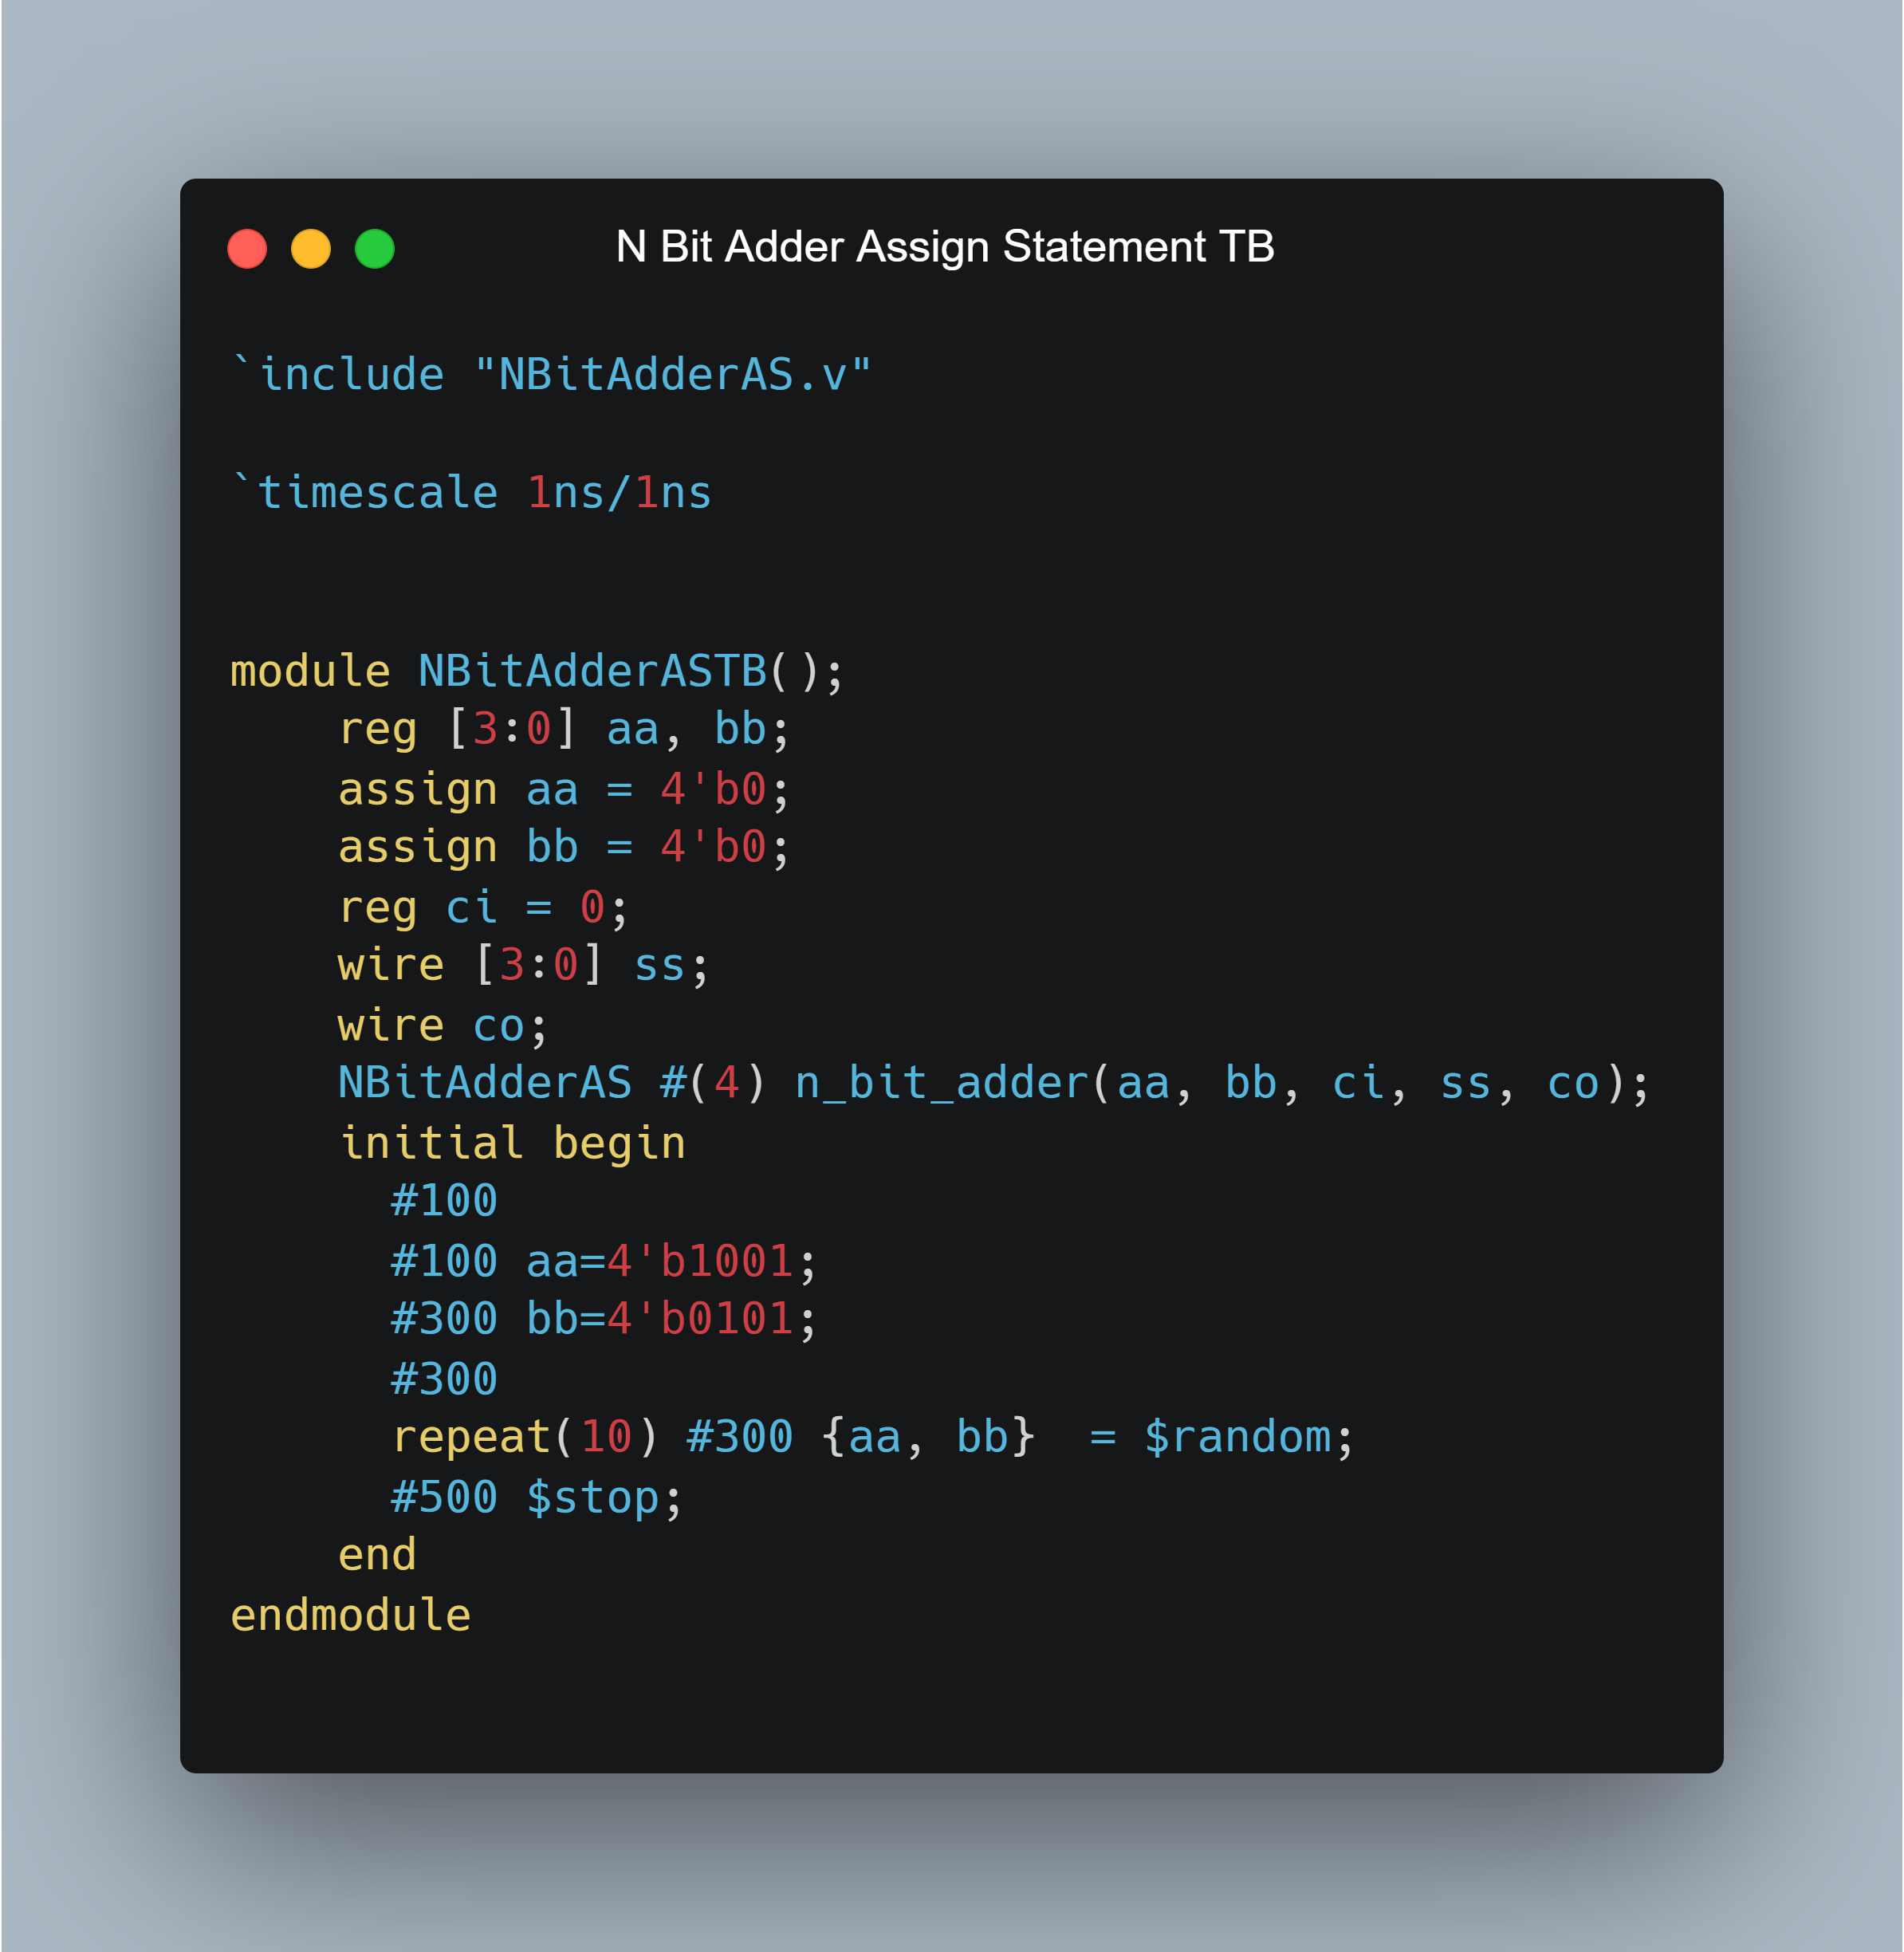 N Bit Adder Assign Statement TB
`include "NBitAdderAS.v"
`timescale 1ns/1ns
module NBitAdderASTB();
    reg [3:0] aa, bb;
    assign aa = 4'b0;
    assign bb = 4'b0;
    reg ci = 0;
    wire [3:0] ss;
    wire co;
    NBitAdderAS #(4) n_bit_adder(aa, bb, ci, ss, co);
    initial begin
      #100
      #100 aa=4'b1001;
      #300 bb=4'b0101;
      #300
      repeat(10) #300 {aa, bb}  = $random;
      #500 $stop;
    end
endmodule